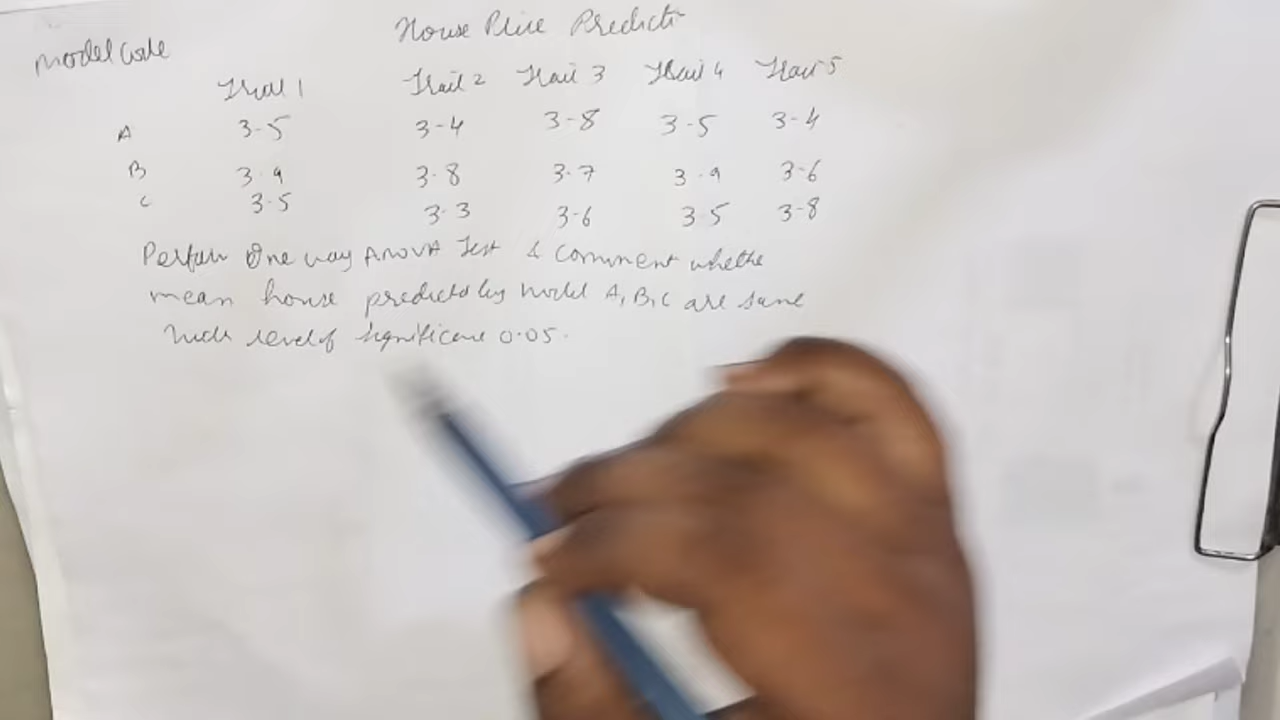 House Price Predicti
Model Code
Trail 1 Trail 2 Trail 3 Trail 4 Trail 5
A 3.5 3.4 3.8 3.5 3.4
B 3.9 3.8 3.7 3.9 3.6
C 3.5 3.3 3.6 3.5 3.8
Perform One way ANOVA Test & Comment whethe
mean house predicted by Model A, B, C are same
with level of significance 0.05.